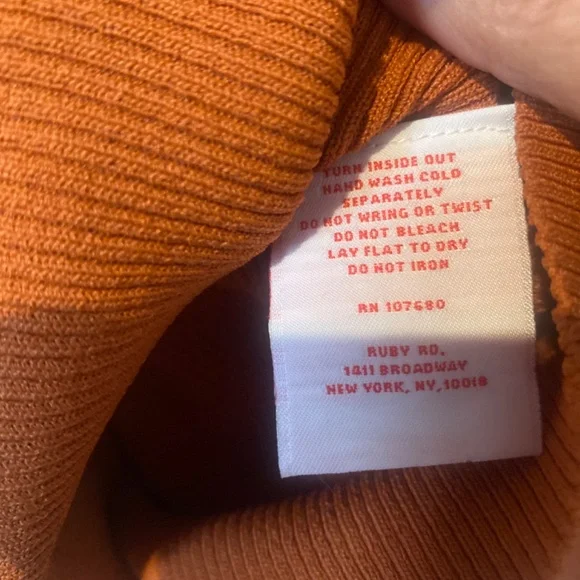 TURN INSIDE OUT
HAND WASH COLD
SEPARATELY
DO NOT WRING OR TWIST
DO NOT BLEACH
LAY FLAT TO DRY
DO NOT IRON
RN 107680
RUBY RD.
1411 BROADWAY
NEW YORK, NY,10018